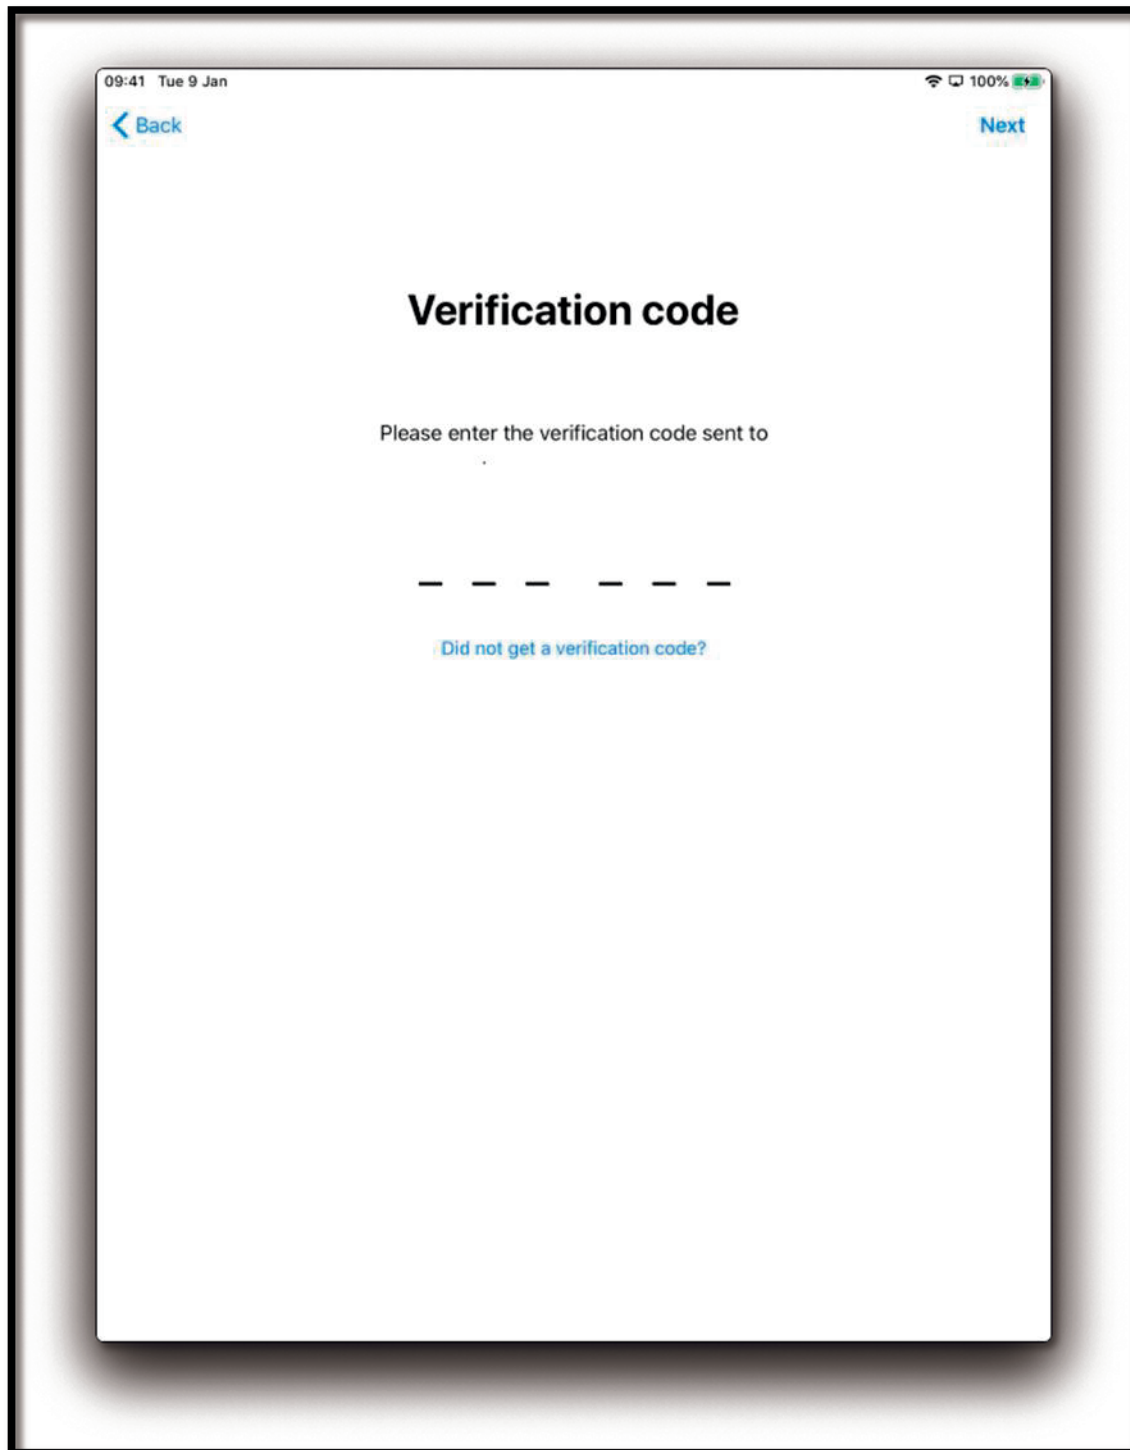 09:41 Tue 9 Jan 100%
Back Next
Verification code
Please enter the verification code sent to
.
Did not get a verification code?